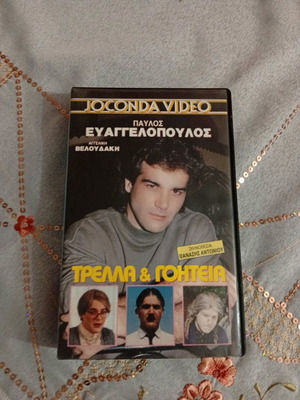 JOCONDA VIDEO
ΠΑΥΛΟΣ
ΕΥΑΓΓΕΛΟΠΟΥΛΟΣ
ΑΓΓΕΛΙΚΗ
ΒΕΛΟΥΔΑΚΗ
ΣΚΗΝΟΘΕΣΙΑ
ΘΑΝΑΣΗΣ ΑΝΤΩΝΙΟΥ
ΤΡΕΛΛΑ & ΓΟΗΤΕΙΑ